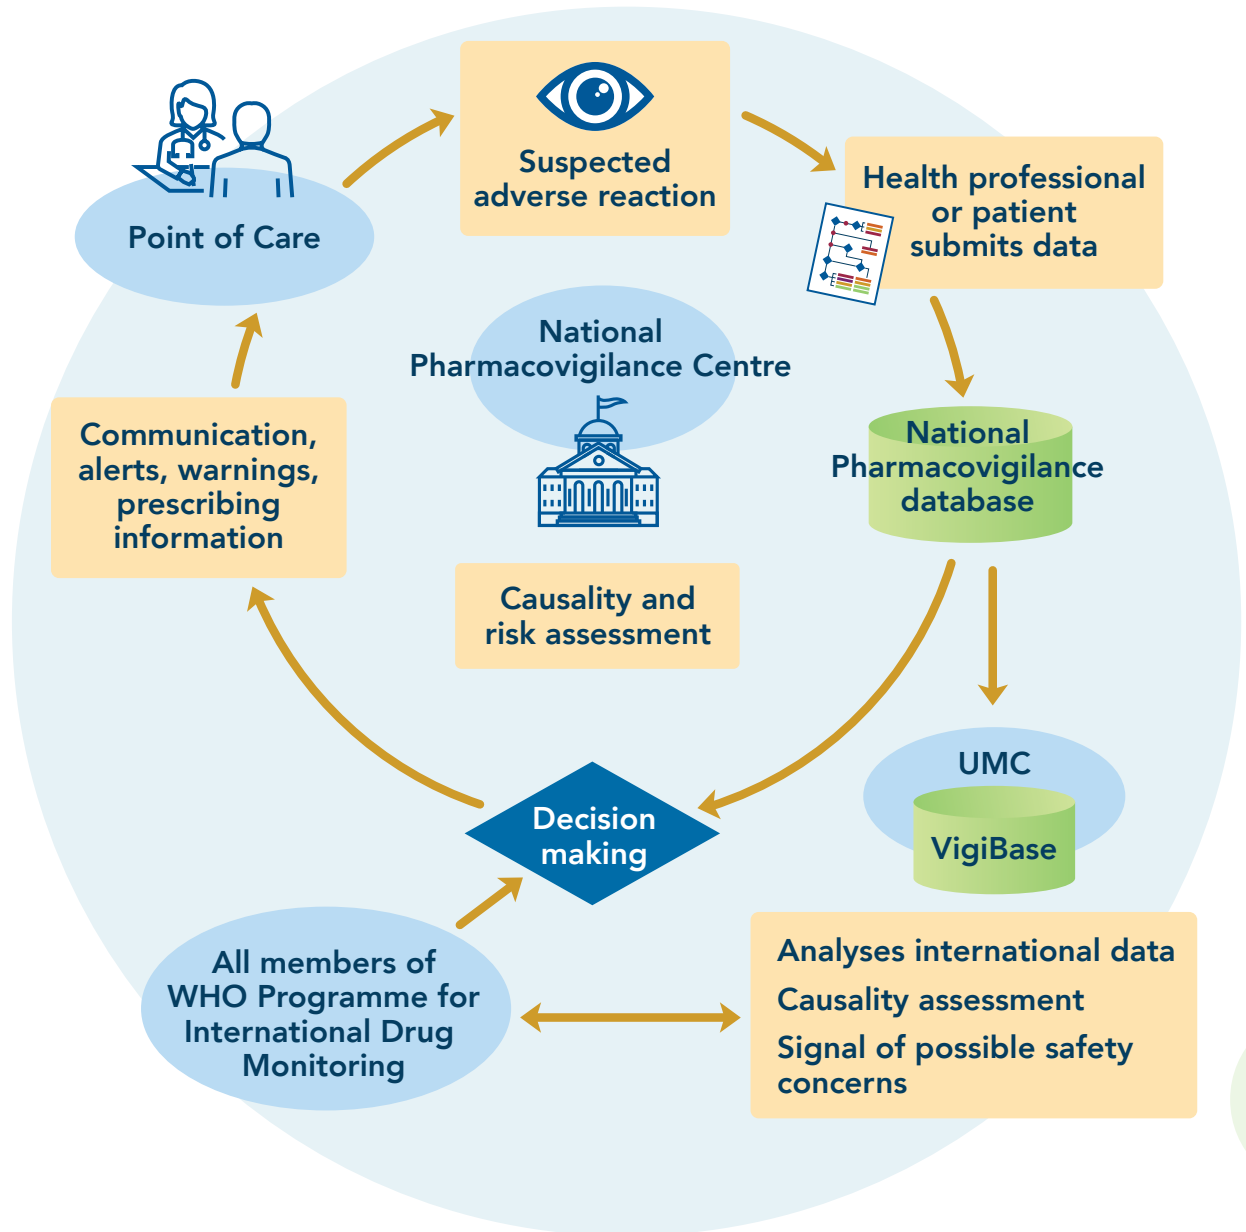 Suspected
adverse reaction
Health professional
or patient
submits data
Point of Care
National
Pharmacovigilance Centre
Communication,
alerts, warnings,
prescribing
information
National
Pharmacovigilance
database
Causality and
risk assessment
UMC
VigiBase
Decision
making
All members of
WHO Programme for
International Drug
Monitoring
Analyses international data
Causality assessment
Signal of possible safety
concerns